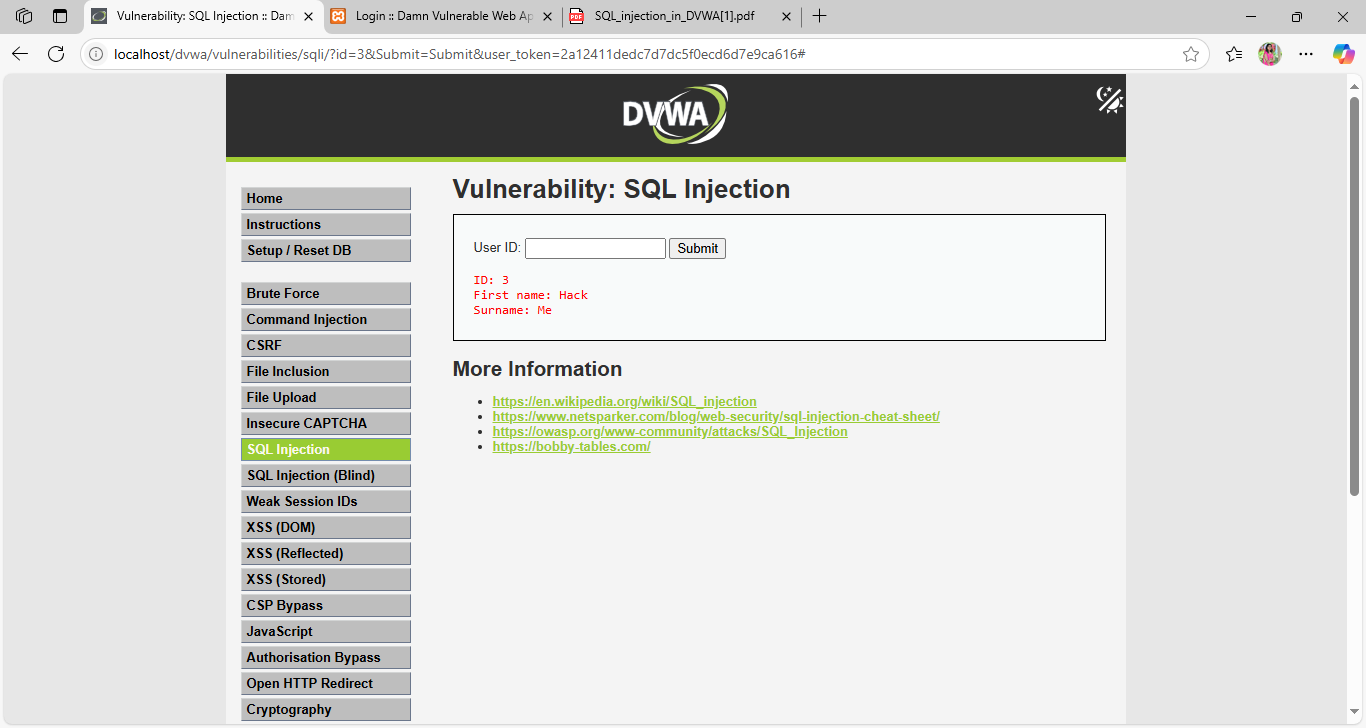 Vulnerability: SQL Injection :: Dam
Login :: Damn Vulnerable Web Ap
PDF
SQL_injection_in_DVWA[1].pdf
localhost/dvwa/vulnerabilities/sqli/?id=3&Submit=Submit&user_token=2a12411dedc7d7dc5f0ecd6d7e9ca616#
DVWA
Home
Instructions
Setup / Reset DB
Brute Force
Command Injection
CSRF
File Inclusion
File Upload
Insecure CAPTCHA
SQL Injection
SQL Injection (Blind)
Weak Session IDs
XSS (DOM)
XSS (Reflected)
XSS (Stored)
CSP Bypass
JavaScript
Authorisation Bypass
Open HTTP Redirect
Cryptography
Vulnerability: SQL Injection
User ID: Submit
ID: 3
First name: Hack
Surname: Me
More Information
https://en.wikipedia.org/wiki/SQL_injection
https://www.netsparker.com/blog/web-security/sql-injection-cheat-sheet/
https://owasp.org/www-community/attacks/SQL_Injection
https://bobby-tables.com/